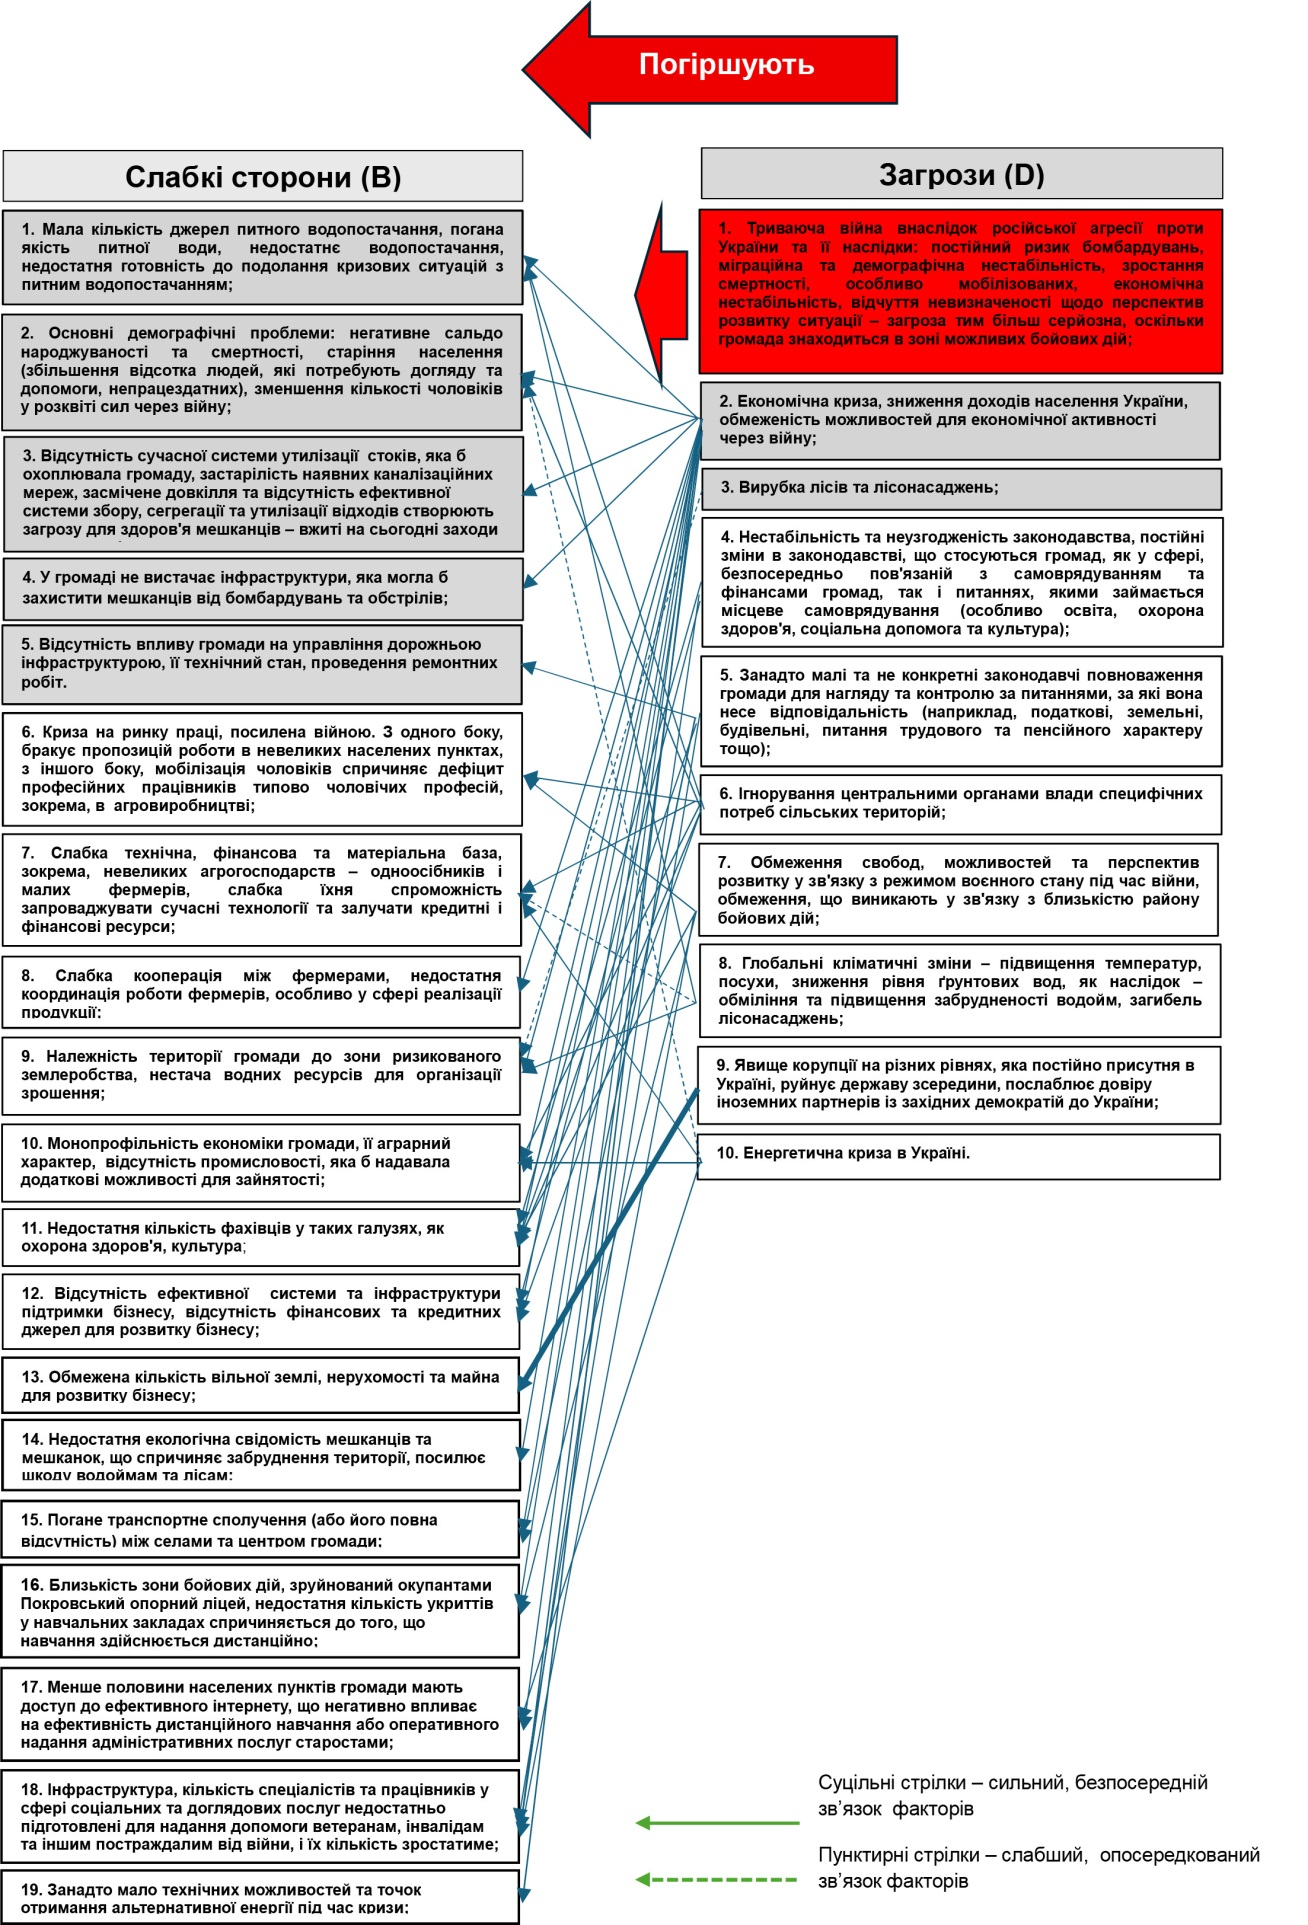 Погіршують
Слабкі сторони (B)
1. Мала кількість джерел питного водопостачання, погана
якість питної води, недостатнє водопостачання,
недостатня готовність до подолання кризових ситуацій з
питним водопостачанням;
2. Основні демографічні проблеми: негативне сальдо
народжуваності та смертності, старіння населення
(збільшення відсотка людей, які потребують догляду та
допомоги, непрацездатних), зменшення кількості чоловіків
у розквіті сил через війну;
3. Відсутність сучасної системи утилізації стоків, яка б
охоплювала громаду, застарілість наявних каналізаційних
мереж, засмічене довкілля та відсутність ефективної
системи збору, сегрегації та утилізації відходів створюють
загрозу для здоров'я мешканців – вжиті на сьогодні заходи
4. У громаді не вистачає інфраструктури, яка могла б
захистити мешканців від бомбардувань та обстрілів;
5. Відсутність впливу громади на управління дорожньою
інфраструктурою, її технічний стан, проведення ремонтних
робіт.
6. Криза на ринку праці, посилена війною. З одного боку,
бракує пропозицій роботи в невеликих населених пунктах,
з іншого боку, мобілізація чоловіків спричиняє дефіцит
професійних працівників типово чоловічих професій,
зокрема, в агровиробництві;
7. Слабка технічна, фінансова та матеріальна база,
зокрема, невеликих агрогосподарств – одноосібників і
малих фермерів, слабка їхня спроможність
запроваджувати сучасні технології та залучати кредитні і
фінансові ресурси;
8. Слабка кооперація між фермерами, недостатня
координація роботи фермерів, особливо у сфері реалізації
продукції;
9. Належність території громади до зони ризикованого
землеробства, нестача водних ресурсів для організації
зрошення;
10. Монопрофільність економіки громади, її аграрний
характер, відсутність промисловості, яка б надавала
додаткові можливості для зайнятості;
11. Недостатня кількість фахівців у таких галузях, як
охорона здоров'я, культура;
12. Відсутність ефективної системи та інфраструктури
підтримки бізнесу, відсутність фінансових та кредитних
джерел для розвитку бізнесу;
13. Обмежена кількість вільної землі, нерухомості та майна
для розвитку бізнесу;
14. Недостатня екологічна свідомість мешканців та
мешканок, що спричиняє забруднення території, посилює
шкоду водоймам та лісам;
15. Погане транспортне сполучення (або його повна
відсутність) між селами та центром громади;
16. Близькість зони бойових дій, зруйнований окупантами
Покровський опорний ліцей, недостатня кількість укриттів
у навчальних закладах спричиняється до того, що
навчання здійснюється дистанційно;
17. Менше половини населених пунктів громади мають
доступ до ефективного інтернету, що негативно впливає
на ефективність дистанційного навчання або оперативного
надання адміністративних послуг старостами;
18. Інфраструктура, кількість спеціалістів та працівників у
сфері соціальних та доглядових послуг недостатньо
підготовлені для надання допомоги ветеранам, інвалідам
та іншим постраждалим від війни, і їх кількість зростатиме;
19. Занадто мало технічних можливостей та точок
отримання альтернативної енергії під час кризи;
Загрози (D)
1. Триваюча війна внаслідок російської агресії проти
України та її наслідки: постійний ризик бомбардувань,
міграційна та демографічна нестабільність, зростання
смертності, особливо мобілізованих, економічна
нестабільність, відчуття невизначеності щодо перспектив
розвитку ситуації – загроза тим більш серйозна, оскільки
громада знаходиться в зоні можливих бойових дій;
2. Економічна криза, зниження доходів населення України,
обмеженість можливостей для економічної активності
через війну;
3. Вирубка лісів та лісонасаджень;
4. Нестабільність та неузгодженість законодавства, постійні
зміни в законодавстві, що стосуються громад, як у сфері,
безпосередньо пов'язаній з самоврядуванням та
фінансами громад, так і питаннях, якими займається
місцеве самоврядування (особливо освіта, охорона
здоров'я, соціальна допомога та культура);
5. Занадто малі та не конкретні законодавчі повноваження
громади для нагляду та контролю за питаннями, за які вона
несе відповідальність (наприклад, податкові, земельні,
будівельні, питання трудового та пенсійного характеру
тощо);
6. Ігнорування центральними органами влади специфічних
потреб сільських територій;
7. Обмеження свобод, можливостей та перспектив
розвитку у зв'язку з режимом воєнного стану під час війни,
обмеження, що виникають у зв'язку з близькістю району
бойових дій;
8. Глобальні кліматичні зміни – підвищення температур,
посухи, зниження рівня ґрунтових вод, як наслідок –
обміління та підвищення забрудненості водойм, загибель
лісонасаджень;
9. Явище корупції на різних рівнях, яка постійно присутня в
Україні, руйнує державу зсередини, послаблює довіру
іноземних партнерів із західних демократій до України;
10. Енергетична криза в Україні.
Суцільні стрілки – сильний, безпосередній
зв’язок факторів
Пунктирні стрілки – слабший, опосередкований
зв’язок факторів